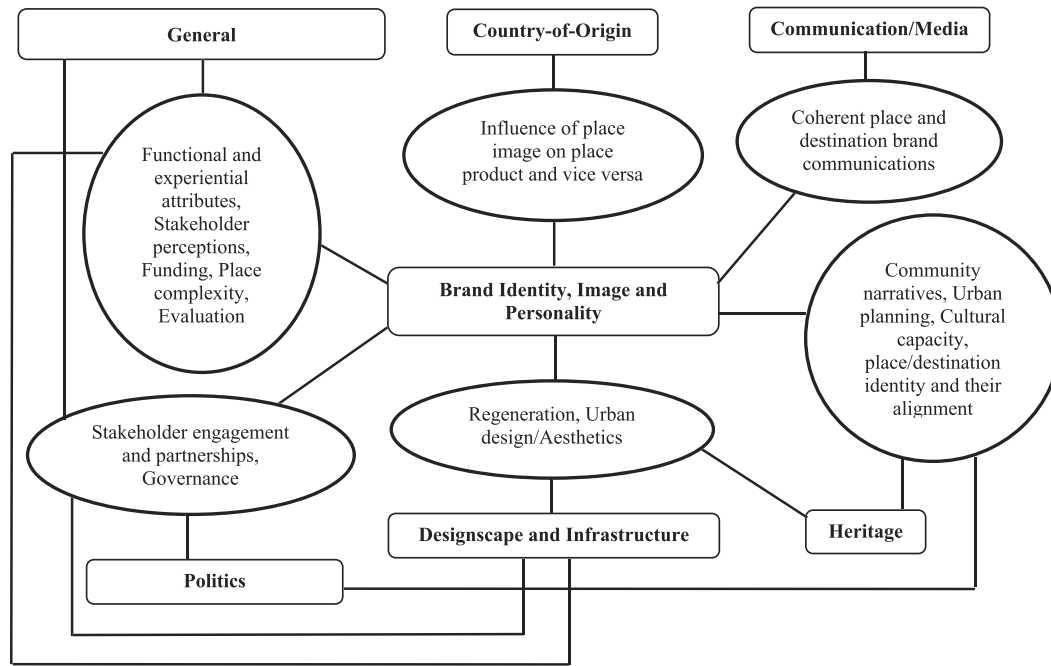 General
Country-of-Origin
Communication/Media
Functional and
experiential
attributes,
Stakeholder
perceptions,
Funding, Place
complexity,
Evaluation
Influence of place
image on place
product and vice versa
Coherent place and
destination brand
communications
Brand Identity, Image and
Personality
Community
narratives, Urban
planning, Cultural
capacity,
place/destination
identity and their
alignment
Stakeholder engagement
and partnerships,
Governance
Regeneration, Urban
design/Aesthetics
Designscape and Infrastructure
Heritage
Politics